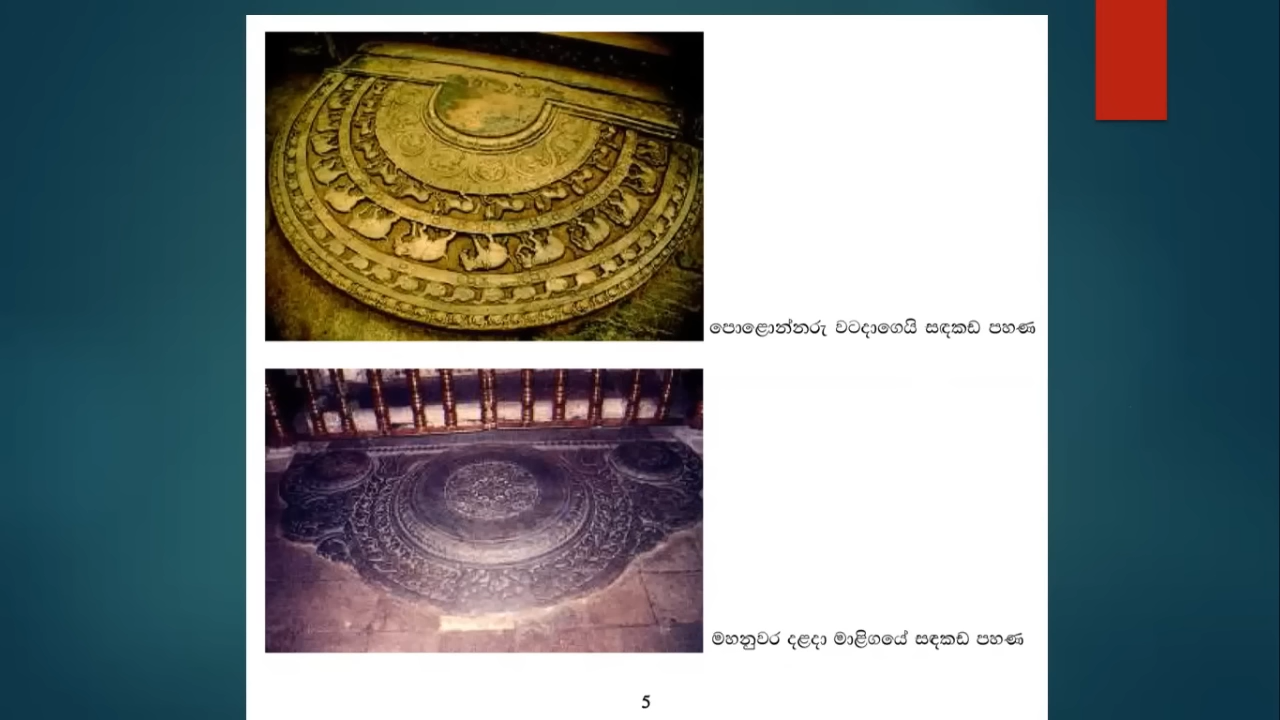 පොළොන්නරු වටදාගෙයි සඳකඩ පහණ
මහනුවර දළදා මාළිගයේ සඳකඩ පහණ
5